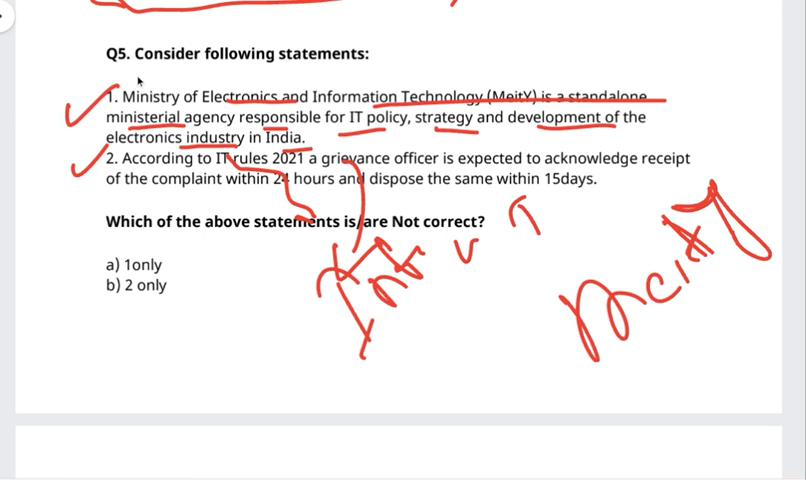 Q5. Consider following statements:
1. Ministry of Electronics and Information Technology (MeitY) is a standalone
ministerial agency responsible for IT policy, strategy and development of the
electronics industry in India.
2. According to IT rules 2021 a grievance officer is expected to acknowledge receipt
of the complaint within 24 hours and dispose the same within 15days.
Which of the above statements is/are Not correct?
a) 1only
b) 2 only
MeitY